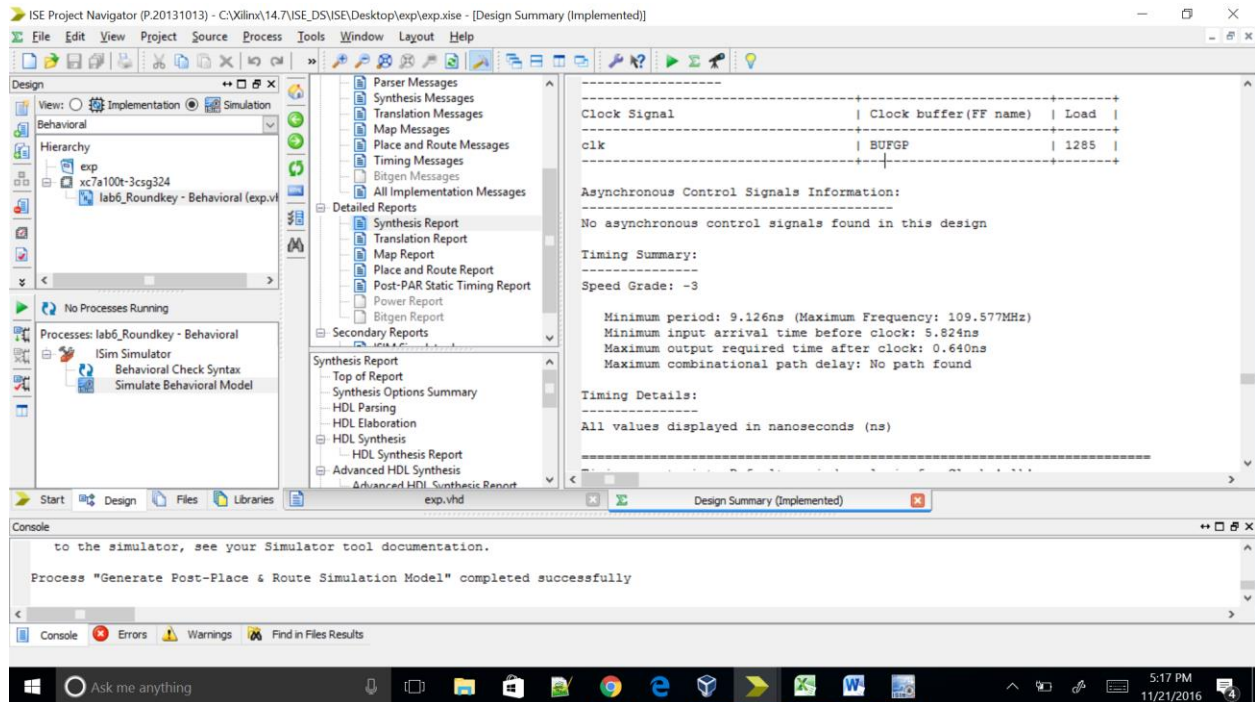 ISE Project Navigator (P.20131013) - C:\Xilinx\14.7\ISE_DS\ISE\Desktop\exp\exp.xise - [Design Summary (Implemented)]
File Edit View Project Source Process Tools Window Layout Help
Design
View: Implementation Simulation
Behavioral
Hierarchy
exp
xc7a100t-3csg324
lab6_Roundkey - Behavioral (exp.vh
No Processes Running
Processes: lab6_Roundkey - Behavioral
ISim Simulator
Behavioral Check Syntax
Simulate Behavioral Model
Start Design Files Libraries
Parser Messages
Synthesis Messages
Translation Messages
Map Messages
Place and Route Messages
Timing Messages
Bitgen Messages
All Implementation Messages
Detailed Reports
Synthesis Report
Translation Report
Map Report
Place and Route Report
Post-PAR Static Timing Report
Power Report
Bitgen Report
Secondary Reports
Synthesis Report
Top of Report
Synthesis Options Summary
HDL Parsing
HDL Elaboration
HDL Synthesis
HDL Synthesis Report
Advanced HDL Synthesis
Advanced HDL Synthesis Report
------------------
-----------------------------------+------------------------+-------+
Clock Signal | Clock buffer(FF name) | Load |
-----------------------------------+------------------------+-------+
clk | BUFGP | 1285 |
-----------------------------------+------------------------+-------+
Asynchronous Control Signals Information:
----------------------------------------
No asynchronous control signals found in this design
Timing Summary:
---------------
Speed Grade: -3
Minimum period: 9.126ns (Maximum Frequency: 109.577MHz)
Minimum input arrival time before clock: 5.824ns
Maximum output required time after clock: 0.640ns
Maximum combinational path delay: No path found
Timing Details:
---------------
All values displayed in nanoseconds (ns)
=========================================================================
exp.vhd
Design Summary (Implemented)
Console
to the simulator, see your Simulator tool documentation.
Process "Generate Post-Place & Route Simulation Model" completed successfully
Console Errors Warnings Find in Files Results
Ask me anything
5:17 PM
11/21/2016
4